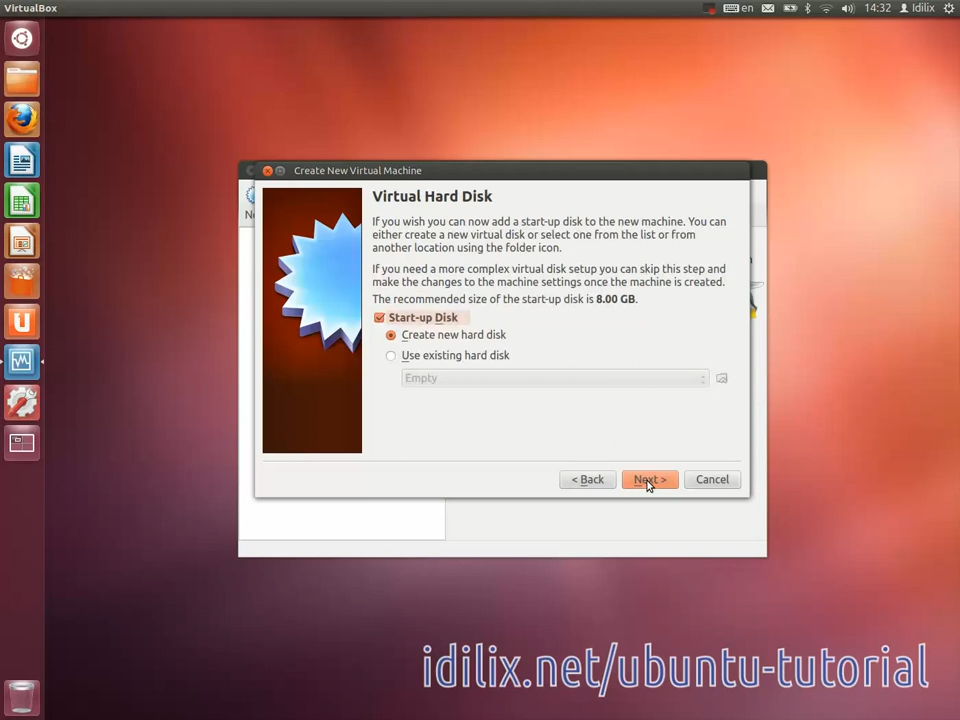 VirtualBox
en
14:32
Idilix
Create New Virtual Machine
Virtual Hard Disk
If you wish you can now add a start-up disk to the new machine. You can
either create a new virtual disk or select one from the list or from
another location using the folder icon.
If you need a more complex virtual disk setup you can skip this step and
make the changes to the machine settings once the machine is created.
The recommended size of the start-up disk is 8.00 GB.
Start-up Disk
Create new hard disk
Use existing hard disk
Empty
< Back
Next >
Cancel
idilix.net/ubuntu-tutorial